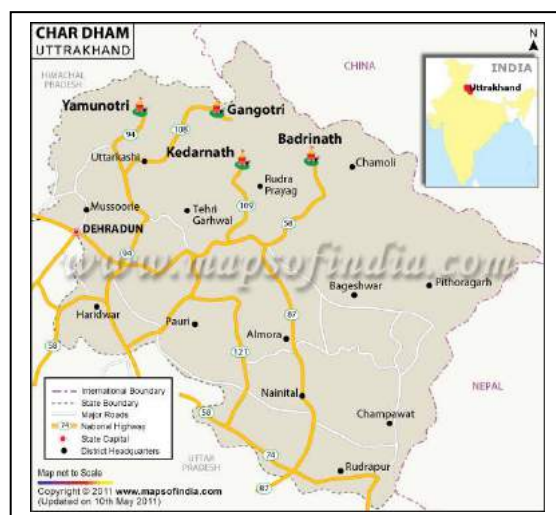 CHAR DHAM
UTTRAKHAND
N
HIMACHAL
PRADESH
CHINA
INDIA
Uttrakhand
Yamunotri
Gangotri
94
108
Kedarnath
Badrinath
Uttarkashi
Chamoli
Rudra
Prayag
Mussoorie
Tehri
Garhwal
109
58
DEHRADUN
94
www.mapsofindia.com
Bageshwar
Pithoragarh
Haridwar
Pauri
87
Almora
58
121
Nainital
NEPAL
Champawat
International Boundary
State Boundary
Major Roads
74 National Highway
State Capital
District Headquarters
58
UTTAR
PRADESH
74
Rudrapur
87
Map not to Scale
Copyright © 2011 www.mapsofindia.com
(Updated on 10th May 2011)